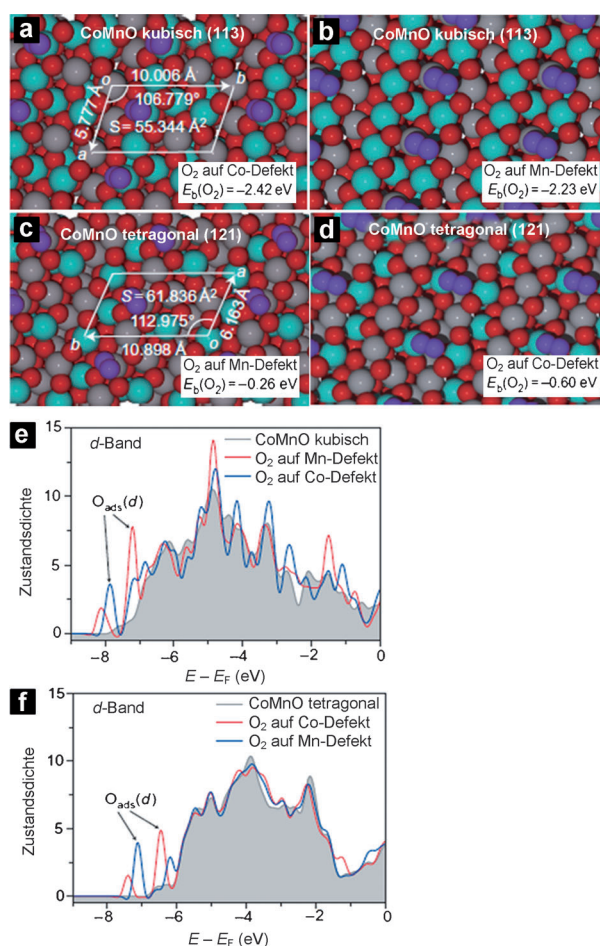 a
CoMnO kubisch (113)
o
10.006 Å
b
106.779°
5.777 Å
S = 55.344 Å²
a
O₂ auf Co-Defekt
E_b(O₂) = −2.42 eV
b
CoMnO kubisch (113)
O₂ auf Mn-Defekt
E_b(O₂) = −2.23 eV
c
CoMnO tetragonal (121)
a
S = 61.836 Å²
112.975°
6.163 Å
b
10.898 Å
o
O₂ auf Mn-Defekt
E_b(O₂) = −0.26 eV
d
CoMnO tetragonal (121)
O₂ auf Co-Defekt
E_b(O₂) = −0.60 eV
e
15
d-Band
CoMnO kubisch
O₂ auf Mn-Defekt
O₂ auf Co-Defekt
O_ads(d)
10
5
0
Zustandsdichte
−8 −6 −4 −2 0
E − E_F (eV)
f
15
d-Band
CoMnO tetragonal
O₂ auf Co-Defekt
O₂ auf Mn-Defekt
10
O_ads(d)
5
0
Zustandsdichte
−8 −6 −4 −2 0
E − E_F (eV)